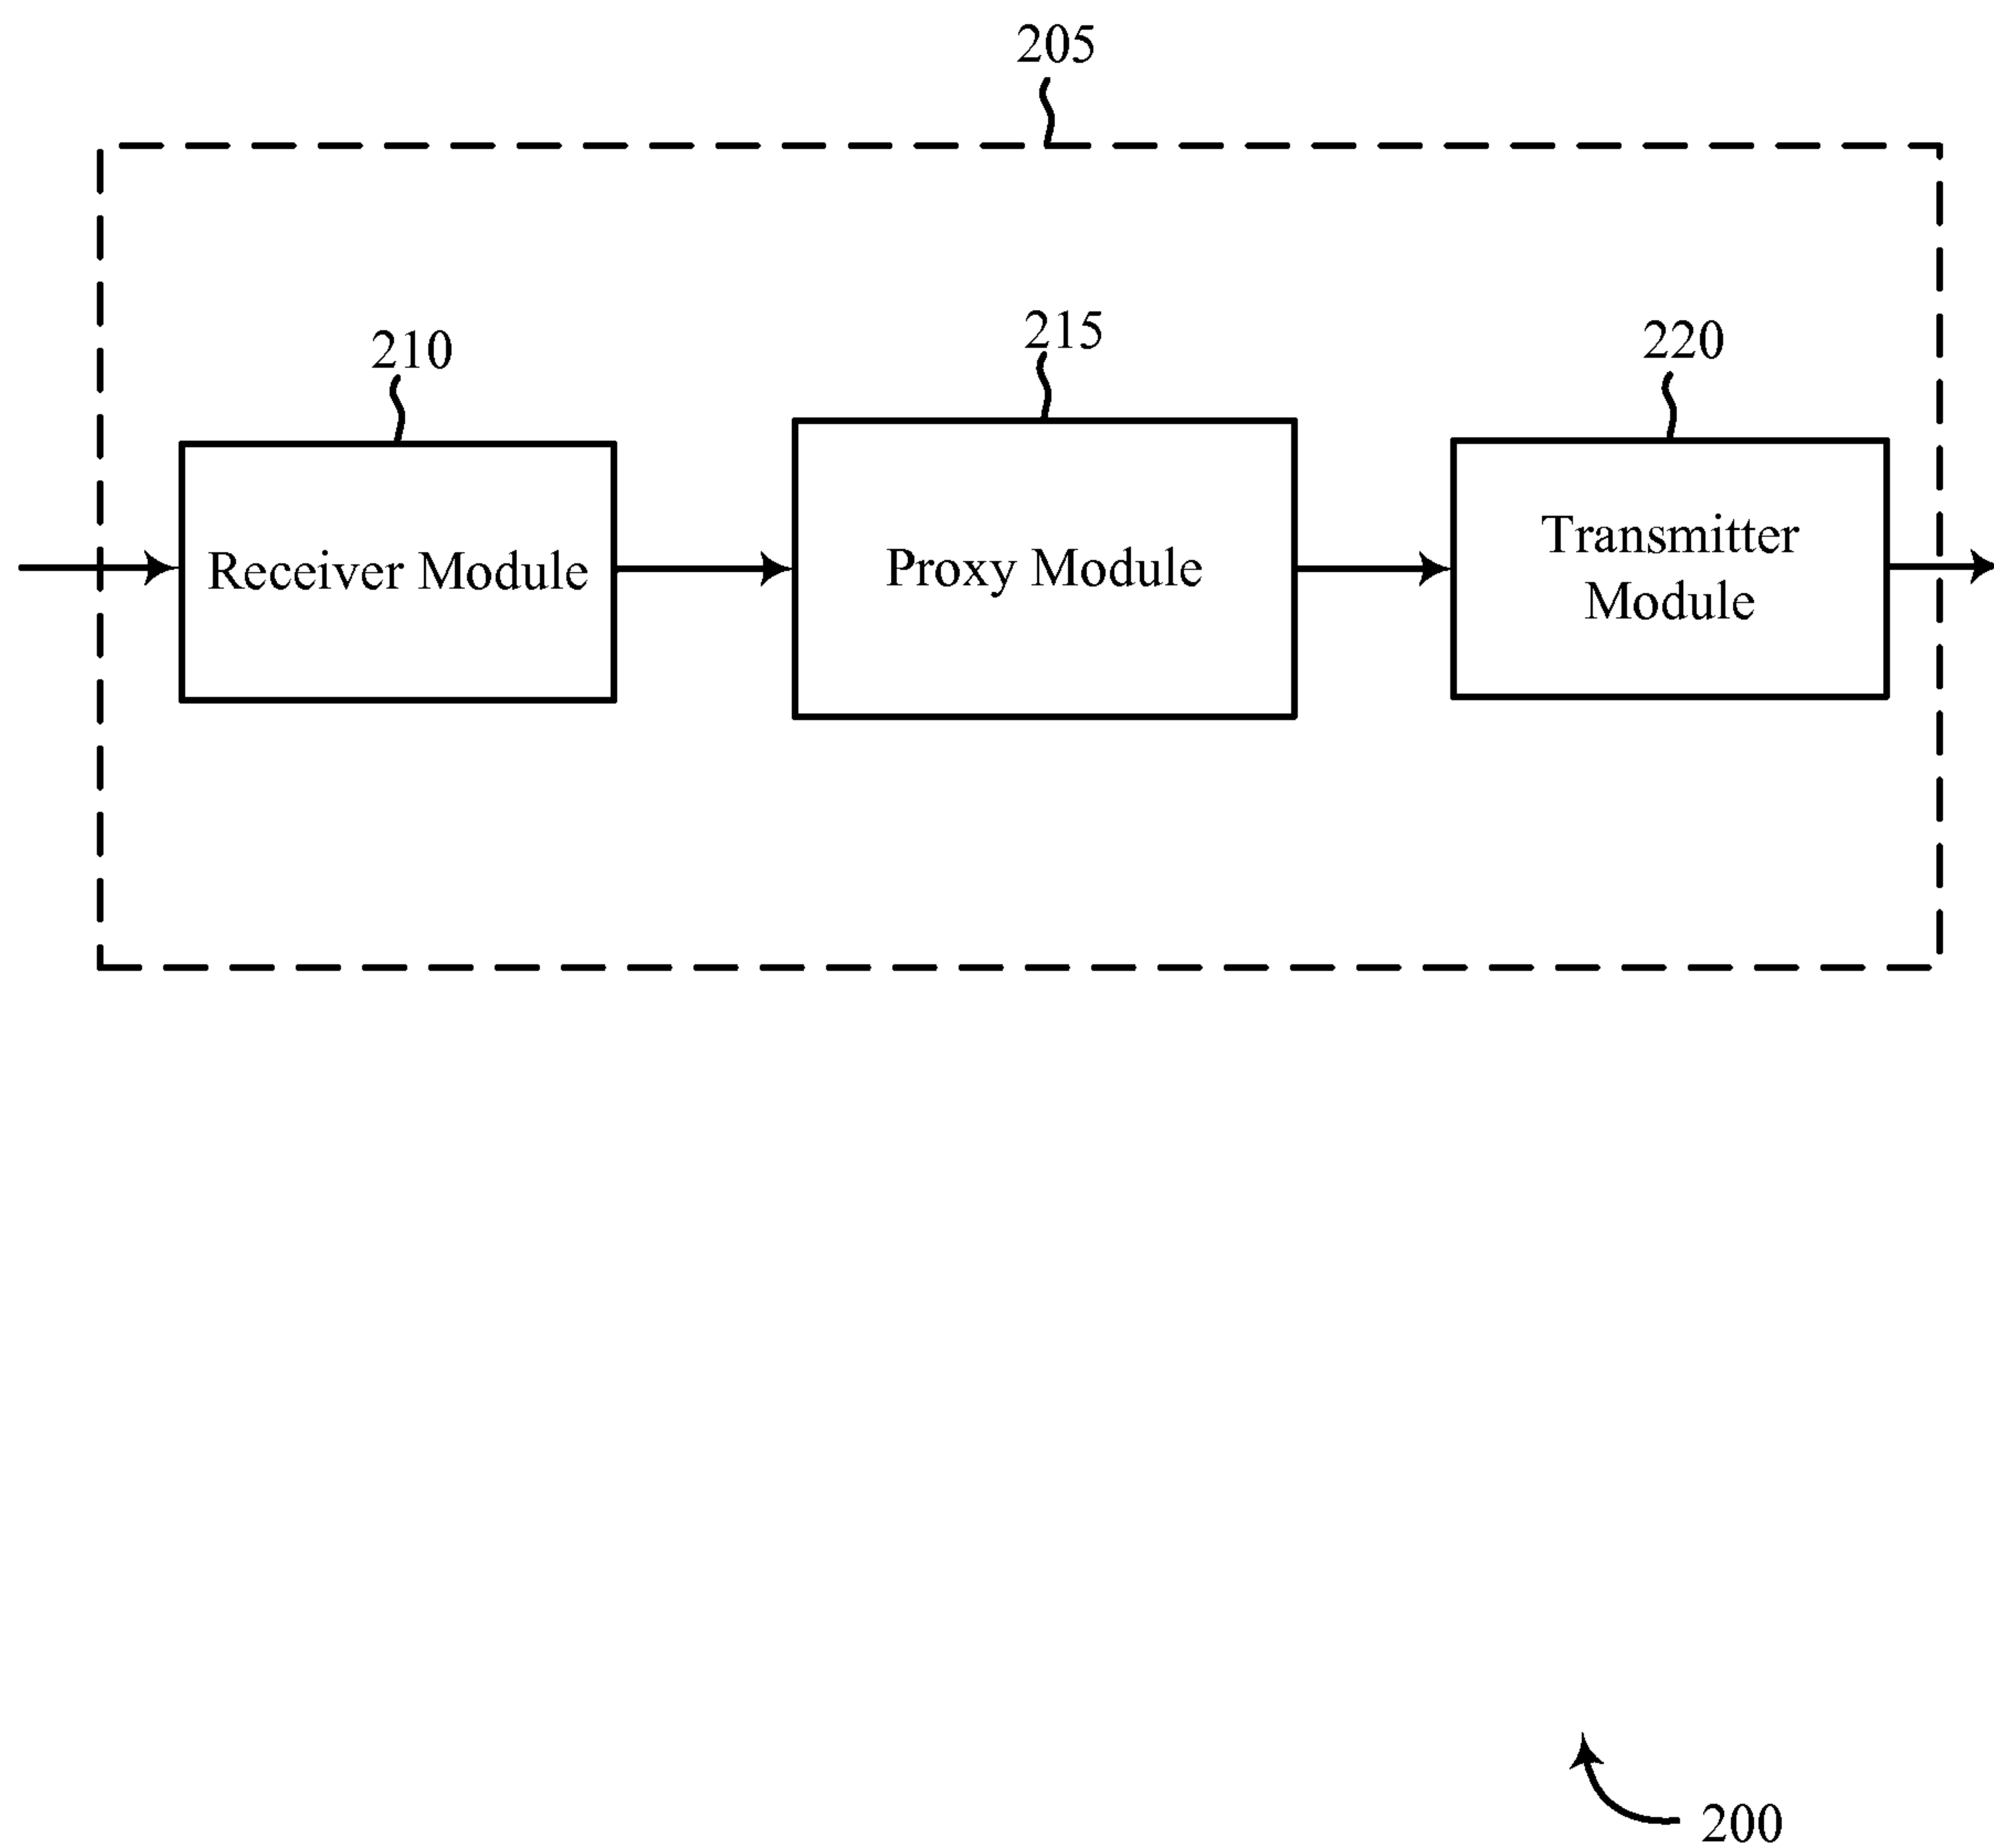 205
210
215
220
Receiver Module
Proxy Module
Transmitter
Module
200